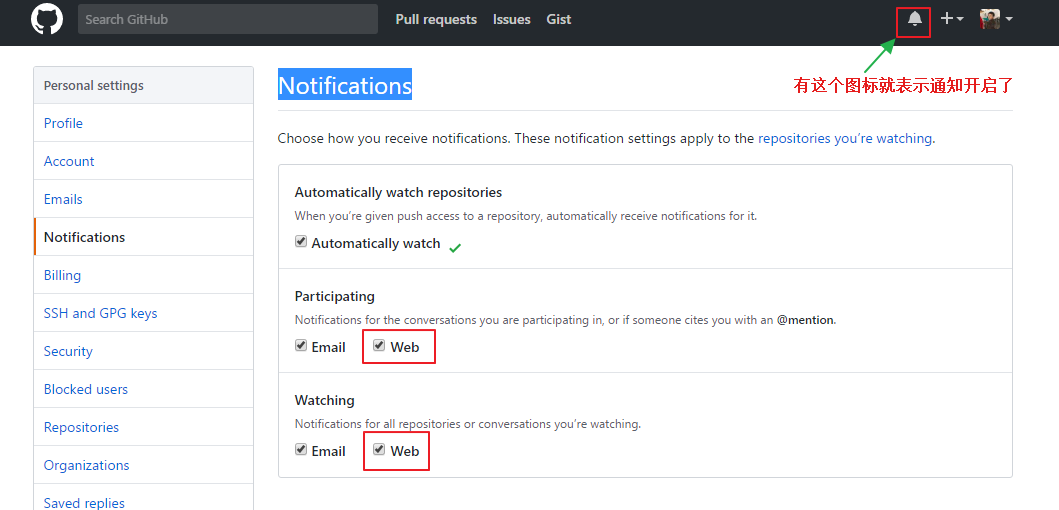 Search GitHub Pull requests Issues Gist
有这个图标就表示通知开启了
Personal settings
Profile
Account
Emails
Notifications
Billing
SSH and GPG keys
Security
Blocked users
Repositories
Organizations
Saved replies
Notifications
Choose how you receive notifications. These notification settings apply to the repositories you’re watching.
Automatically watch repositories
When you’re given push access to a repository, automatically receive notifications for it.
Automatically watch
Participating
Notifications for the conversations you are participating in, or if someone cites you with an @mention.
Email Web
Watching
Notifications for all repositories or conversations you’re watching.
Email Web